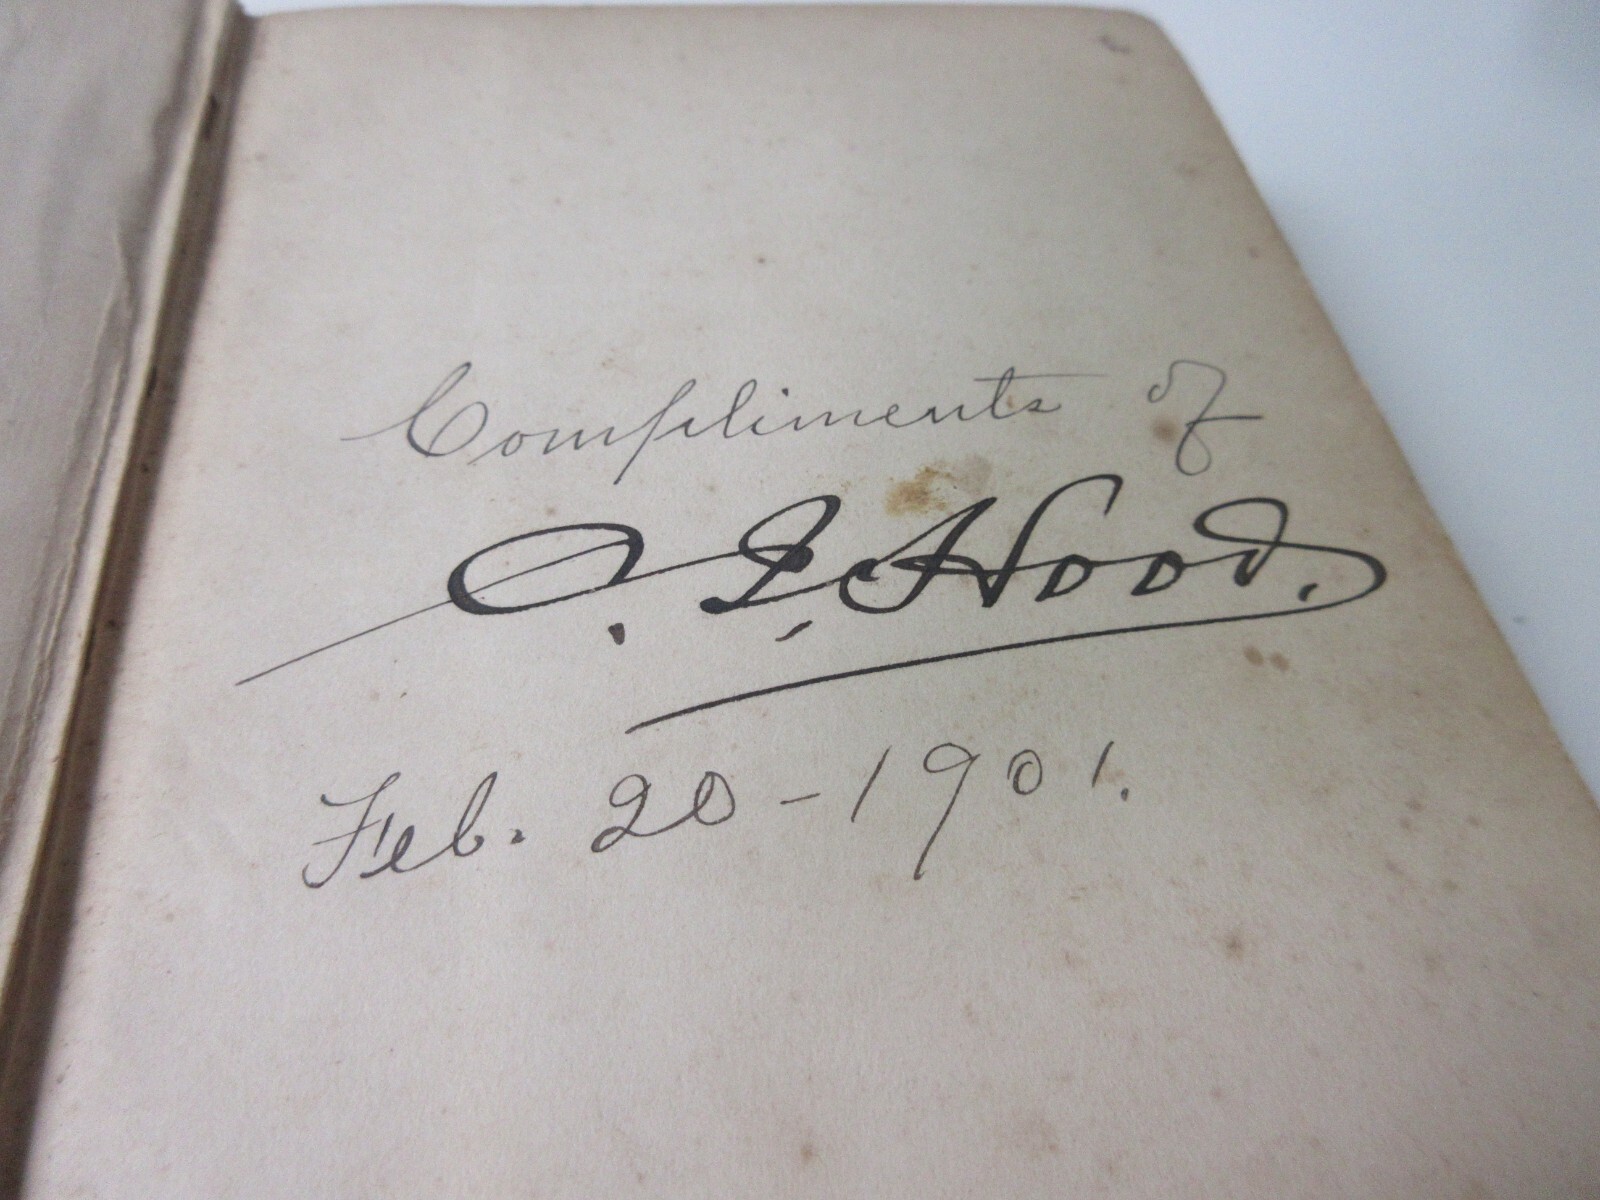 Compliments of
C. I. Hood.
Feb. 20-1901.